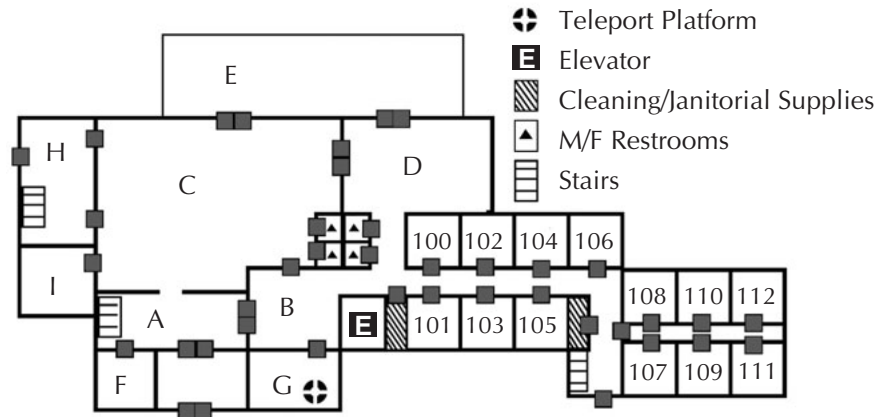 Teleport Platform
E Elevator
Cleaning/Janitorial Supplies
M/F Restrooms
Stairs
E
H
C
D
100 102 104 106
I
A
B
E
101 103 105
108 110 112
F
G
107 109 111